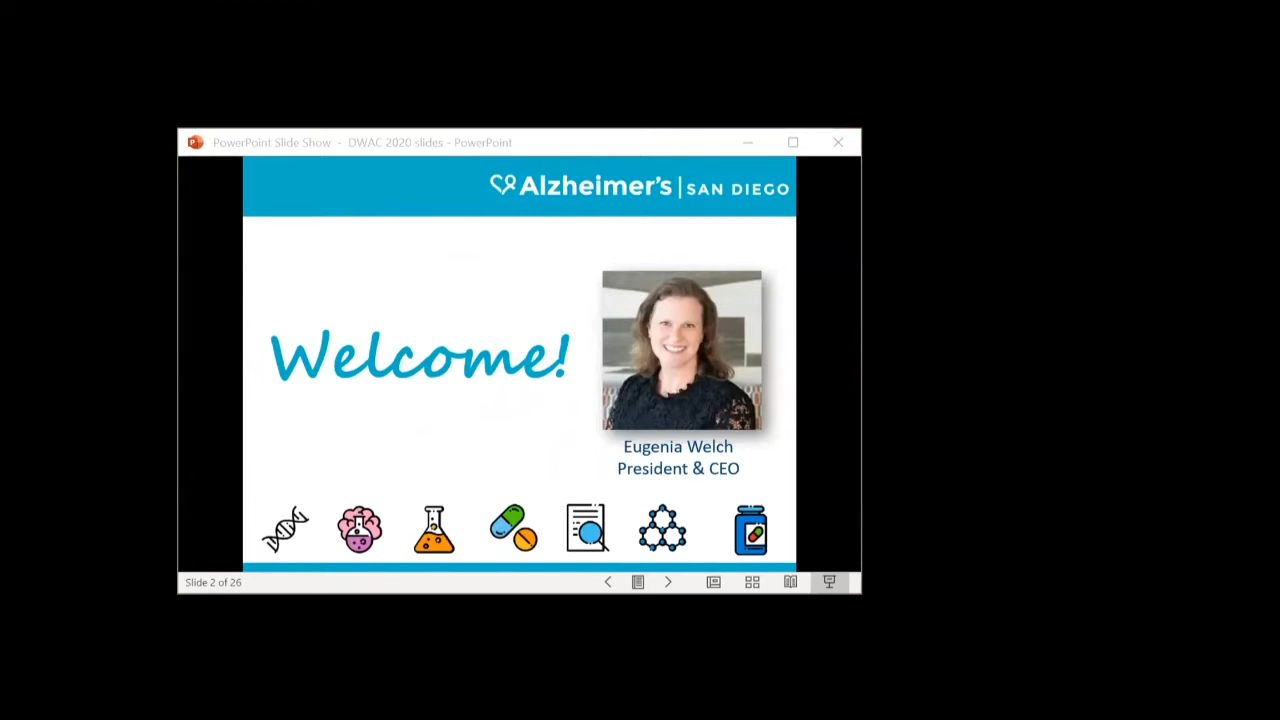 PowerPoint Slide Show - DWAC 2020 slides - PowerPoint
Alzheimer's | SAN DIEGO
Welcome!
Eugenia Welch
President & CEO
Slide 2 of 26